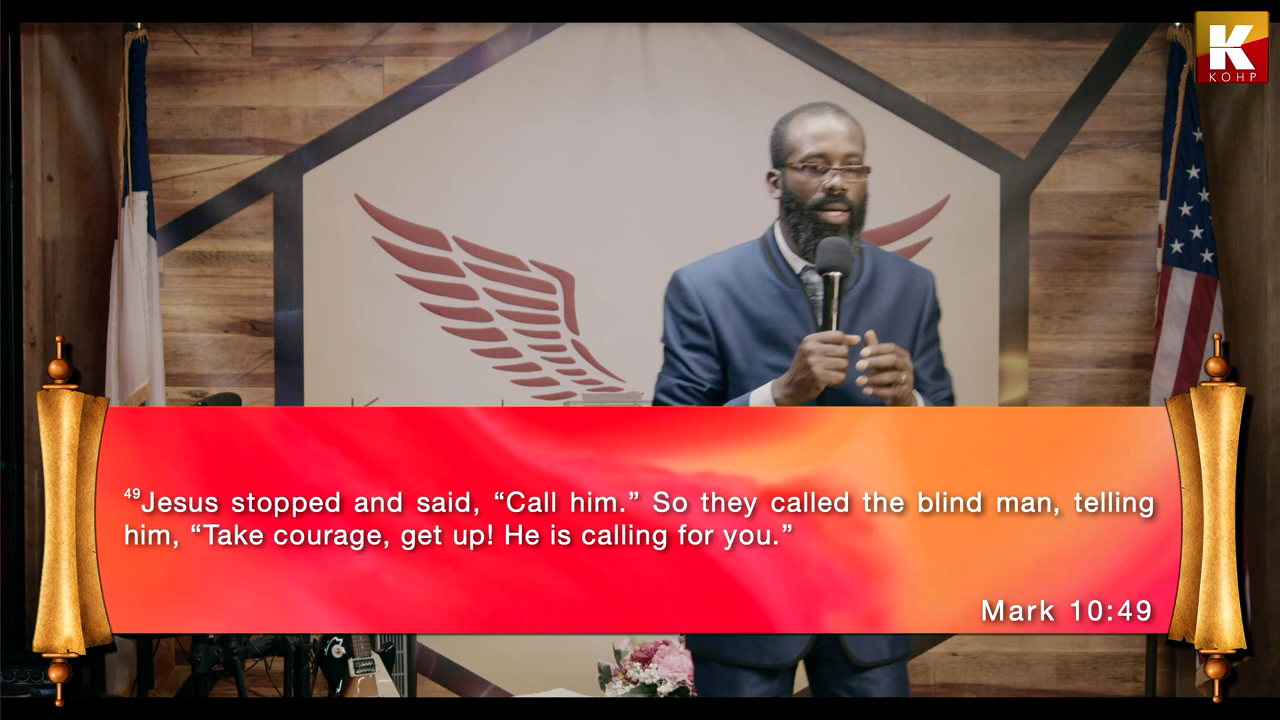 K
KOHP
⁴⁹Jesus stopped and said, “Call him.” So they called the blind man, telling
him, “Take courage, get up! He is calling for you.”
Mark 10:49